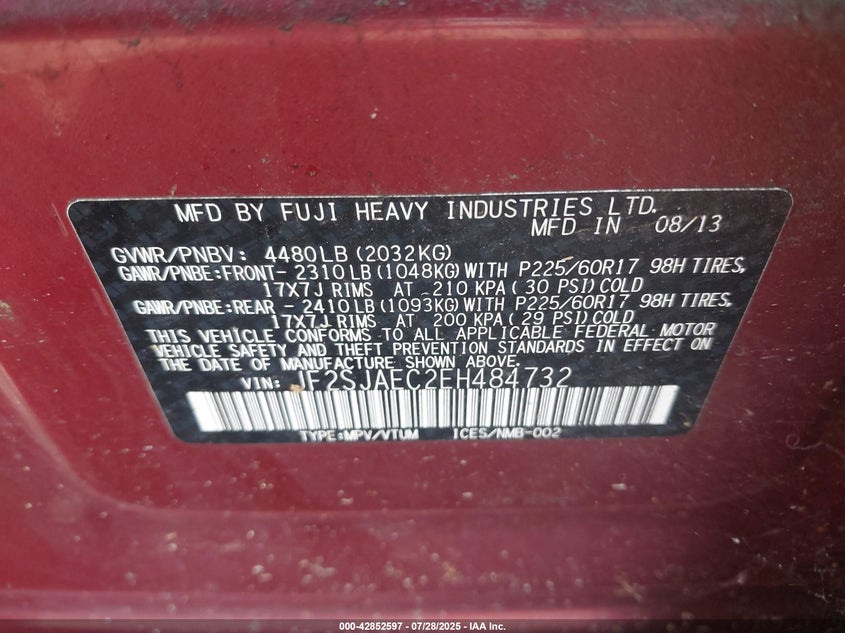 MFD BY FUJI HEAVY INDUSTRIES LTD.
MFD IN 08/13
GVWR/PNBV: 4480LB (2032KG)
GAWR/PNBE:FRONT- 2310LB (1048KG) WITH P225/60R17 98H TIRES,
17X7J RIMS AT 210 KPA (30 PSI) COLD
GAWR/PNBE:REAR - 2410LB (1093KG) WITH P225/60R17 98H TIRES,
17X7J RIMS AT 200 KPA (29 PSI) COLD
THIS VEHICLE CONFORMS TO ALL APPLICABLE FEDERAL MOTOR
VEHICLE SAFETY AND THEFT PREVENTION STANDARDS IN EFFECT ON
THE DATE OF MANUFACTURE SHOWN ABOVE.
VIN: JF2SJAEC2EH484732
TYPE:MPV/VTUM ICES/NMB-002
000-42852597 - 07/28/2025 - IAA Inc.